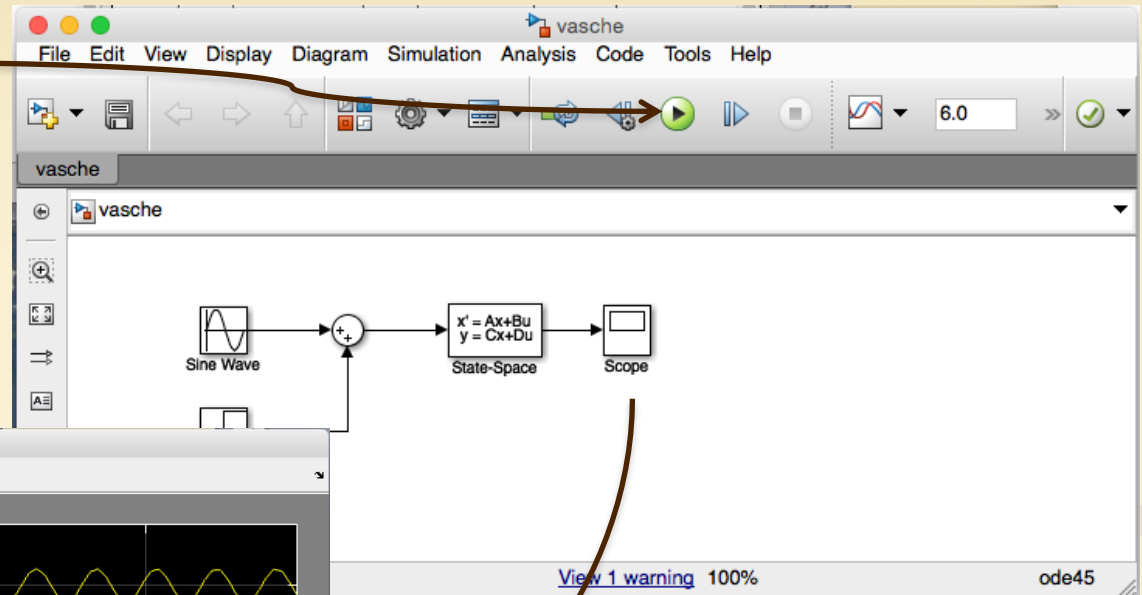 vasche
File Edit View Display Diagram Simulation Analysis Code Tools Help
6.0
vasche
vasche
x' = Ax+Bu
y = Cx+Du
Sine Wave
State-Space
Scope
View 1 warning 100% ode45